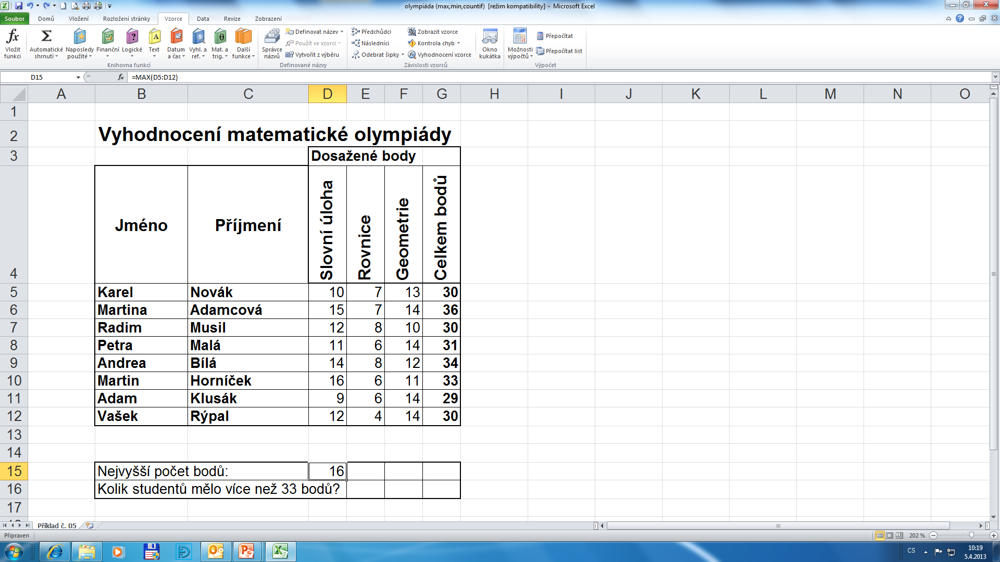 olympiáda (max,min,countif) [režim kompatibility] - Microsoft Excel
Soubor Domů Vložení Rozložení stránky Vzorce Data Revize Zobrazení
Vložit funkci
Automatické shrnutí
Naposledy použité
Finanční
Logické
Text
Datum a čas
Vyhl. a ref.
Mat. a trig.
Další funkce
Knihovna funkcí
Správce názvů
Definovat název
Použít ve vzorci
Vytvořit z výběru
Definované názvy
Předchůdci
Následníci
Odebrat šipky
Zobrazit vzorce
Kontrola chyb
Vyhodnocení vzorce
Závislosti vzorců
Okno kukátka
Možnosti výpočtů
Přepočítat
Přepočítat list
Výpočet
D15 fx =MAX(D5:D12)
A B C D E F G H I J K L M N O
1
2 Vyhodnocení matematické olympiády
3 Dosažené body
4 Jméno Příjmení Slovní úloha Rovnice Geometrie Celkem bodů
5 Karel Novák 10 7 13 30
6 Martina Adamcová 15 7 14 36
7 Radim Musil 12 8 10 30
8 Petra Malá 11 6 14 31
9 Andrea Bílá 14 8 12 34
10 Martin Horníček 16 6 11 33
11 Adam Klusák 9 6 14 29
12 Vašek Rýpal 12 4 14 30
13
14
15 Nejvyšší počet bodů: 16
16 Kolik studentů mělo více než 33 bodů?
17
Příklad č. 05
Připraven 202 %
CS 10:19
5.4.2013